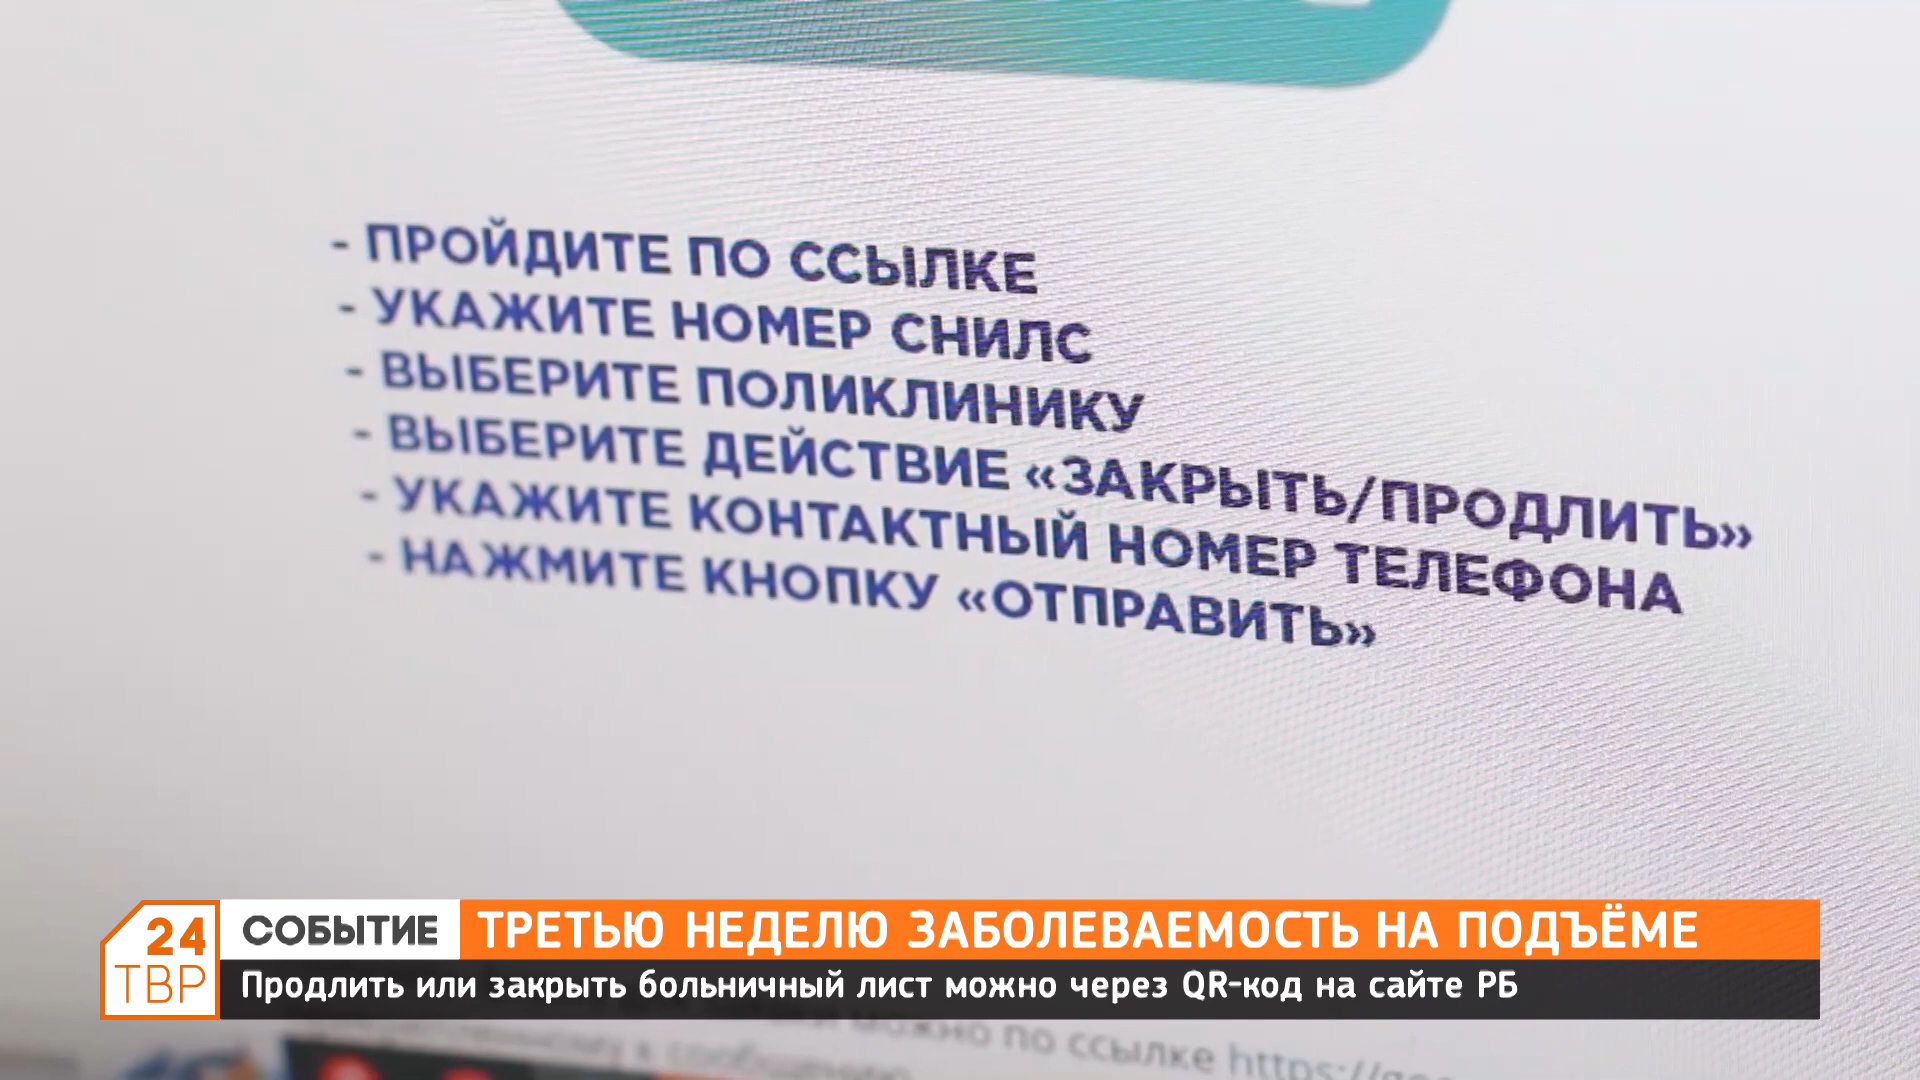 - ПРОЙДИТЕ ПО ССЫЛКЕ
- УКАЖИТЕ НОМЕР СНИЛС
- ВЫБЕРИТЕ ПОЛИКЛИНИКУ
- ВЫБЕРИТЕ ДЕЙСТВИЕ «ЗАКРЫТЬ/ПРОДЛИТЬ»
- УКАЖИТЕ КОНТАКТНЫЙ НОМЕР ТЕЛЕФОНА
- НАЖМИТЕ КНОПКУ «ОТПРАВИТЬ»
24
ТВР
СОБЫТИЕ
ТРЕТЬЮ НЕДЕЛЮ ЗАБОЛЕВАЕМОСТЬ НА ПОДЪЁМЕ
Продлить или закрыть больничный лист можно через QR-код на сайте РБ
можно по ссылке
к сообщению